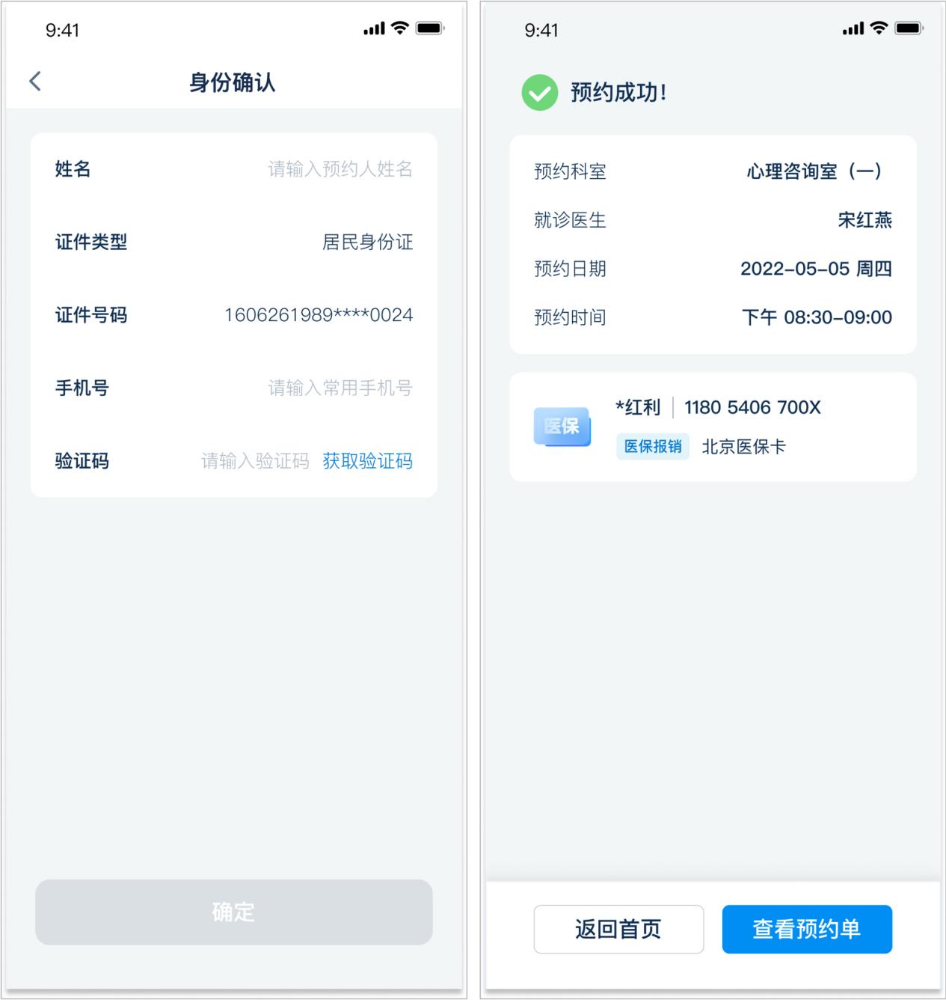 9:41
身份确认
姓名 请输入预约人姓名
证件类型 居民身份证
证件号码 1606261989****0024
手机号 请输入常用手机号
验证码 请输入验证码 获取验证码
确定
9:41
预约成功！
预约科室 心理咨询室（一）
就诊医生 宋红燕
预约日期 2022-05-05 周四
预约时间 下午 08:30-09:00
医保
*红利 | 1180 5406 700X
医保报销 北京医保卡
返回首页 查看预约单